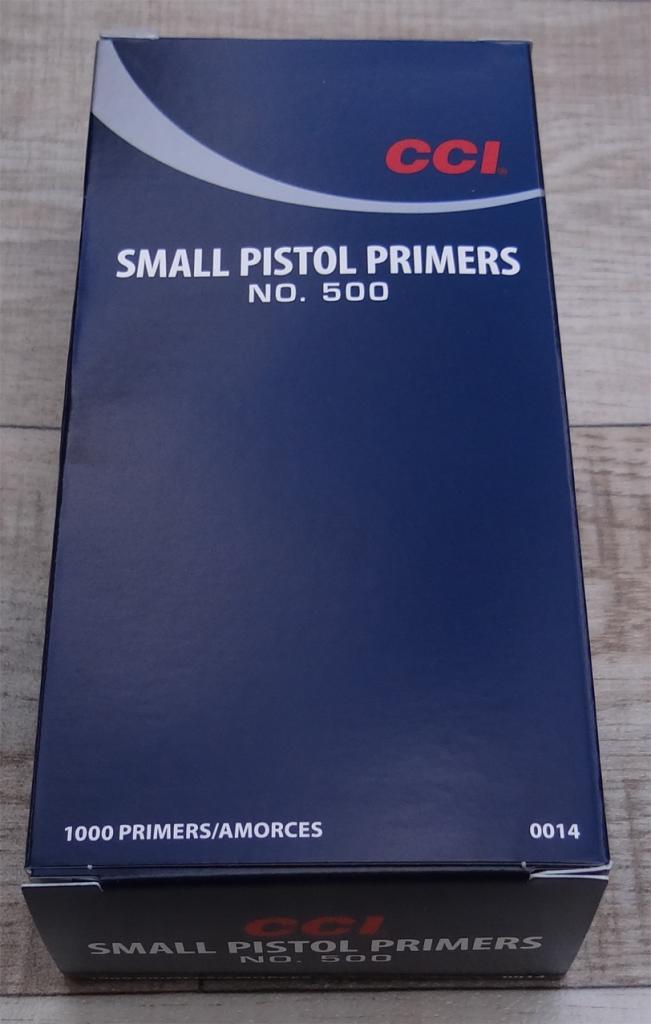 CCI
SMALL PISTOL PRIMERS
NO. 500
1000 PRIMERS/AMORCES 0014
CCI
SMALL PISTOL PRIMERS
NO. 500